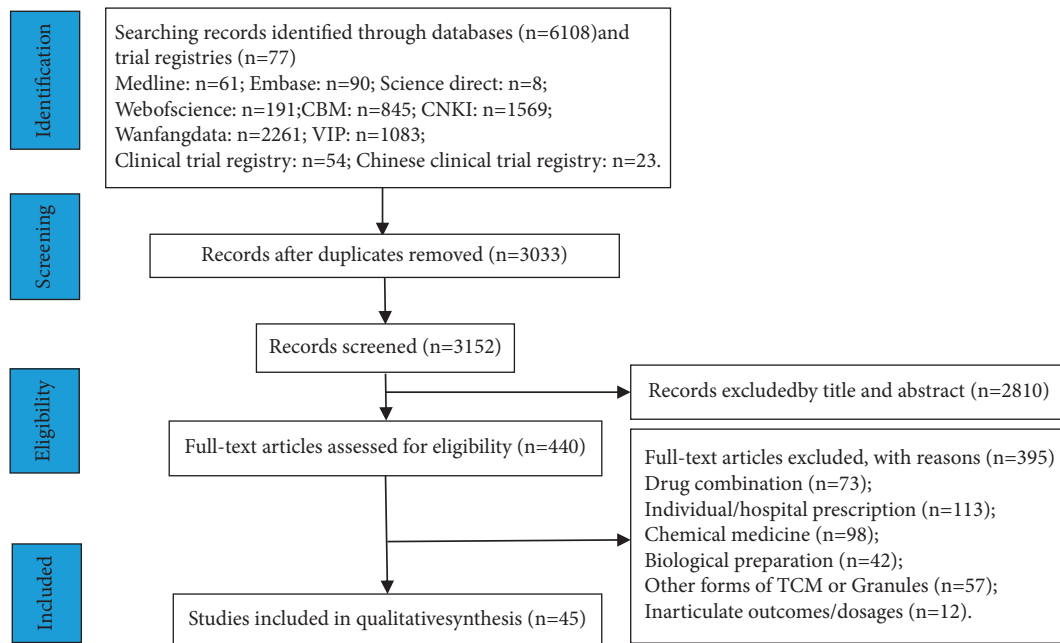 Identification
Searching records identified through databases (n=6108)and
trial registries (n=77)
Medline: n=61; Embase: n=90; Science direct: n=8;
Webofscience: n=191;CBM: n=845; CNKI: n=1569;
Wanfangdata: n=2261; VIP: n=1083;
Clinical trial registry: n=54; Chinese clinical trial registry: n=23.
Screening
Records after duplicates removed (n=3033)
Records screened (n=3152)
Records excludedby title and abstract (n=2810)
Eligibility
Full-text articles assessed for eligibility (n=440)
Full-text articles excluded, with reasons (n=395)
Drug combination (n=73);
Individual/hospital prescription (n=113);
Chemical medicine (n=98);
Biological preparation (n=42);
Other forms of TCM or Granules (n=57);
Inarticulate outcomes/dosages (n=12).
Included
Studies included in qualitativesynthesis (n=45)